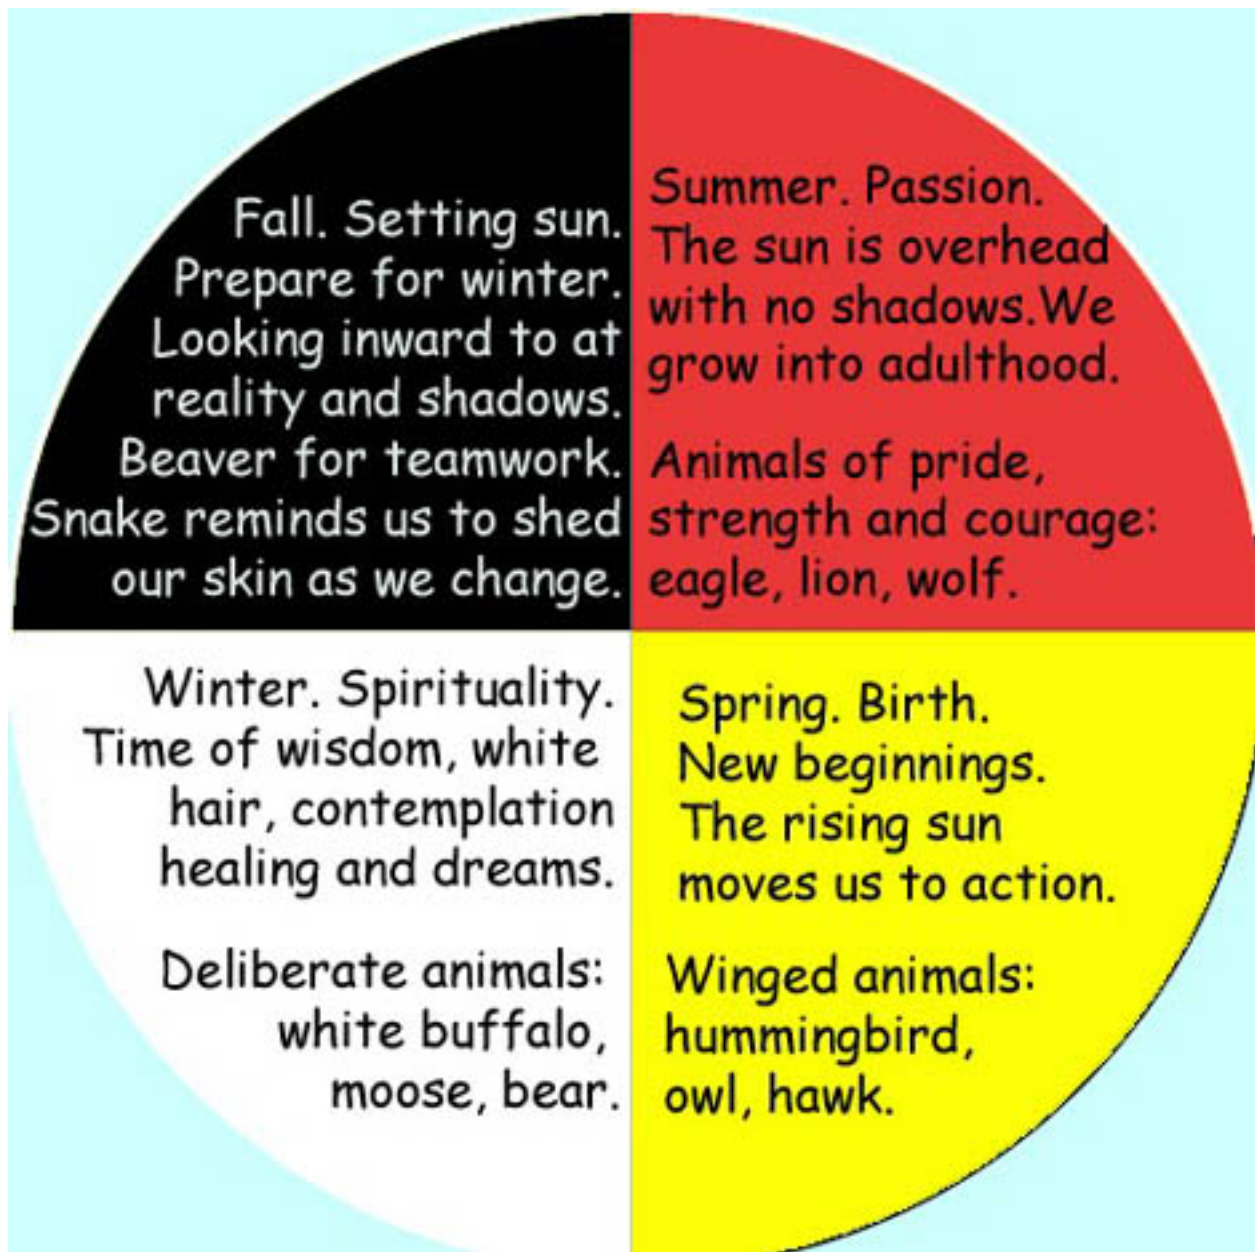 Fall. Setting sun.
Prepare for winter.
Looking inward to at
reality and shadows.
Beaver for teamwork.
Snake reminds us to shed
our skin as we change.
Summer. Passion.
The sun is overhead
with no shadows.We
grow into adulthood.
Animals of pride,
strength and courage:
eagle, lion, wolf.
Winter. Spirituality.
Time of wisdom, white
hair, contemplation
healing and dreams.
Deliberate animals:
white buffalo,
moose, bear.
Spring. Birth.
New beginnings.
The rising sun
moves us to action.
Winged animals:
hummingbird,
owl, hawk.